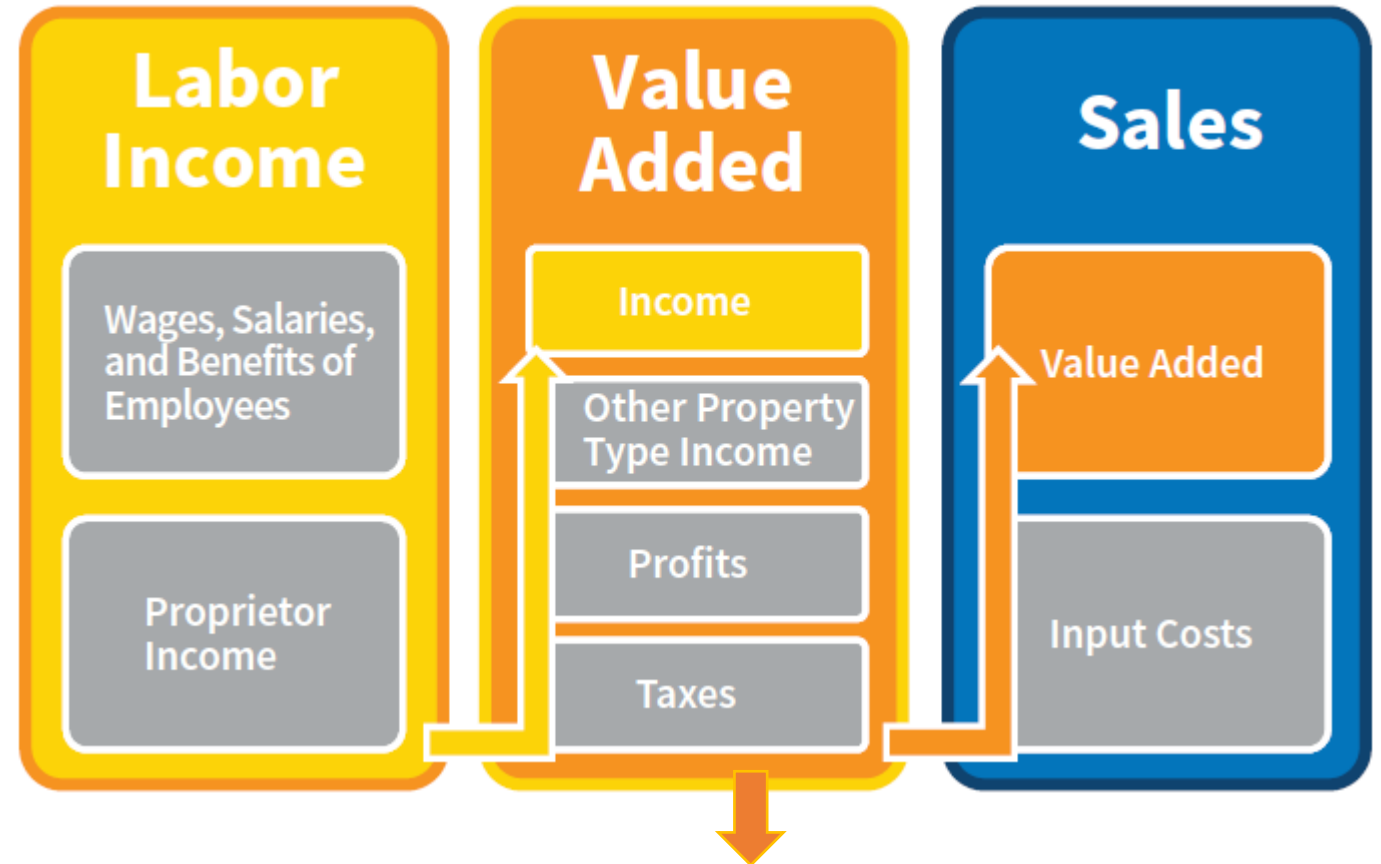 Labor
Income
Wages, Salaries,
and Benefits of
Employees
Proprietor
Income
Value
Added
Income
Other Property
Type Income
Profits
Taxes
Sales
Value Added
Input Costs